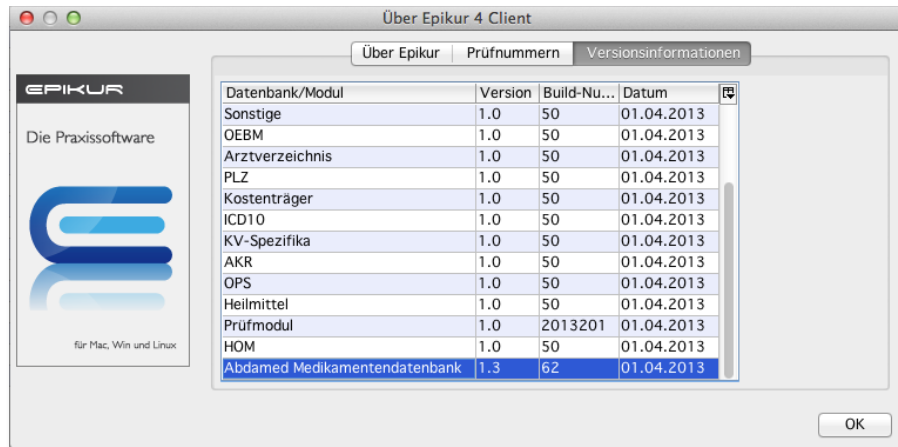 Über Epikur 4 Client
Über Epikur Prüfnummern Versionsinformationen
EPIKUR
Die Praxissoftware
für Mac, Win und Linux
Datenbank/Modul Version Build-Nu... Datum
Sonstige 1.0 50 01.04.2013
OEBM 1.0 50 01.04.2013
Arztverzeichnis 1.0 50 01.04.2013
PLZ 1.0 50 01.04.2013
Kostenträger 1.0 50 01.04.2013
ICD10 1.0 50 01.04.2013
KV-Spezifika 1.0 50 01.04.2013
AKR 1.0 50 01.04.2013
OPS 1.0 50 01.04.2013
Heilmittel 1.0 50 01.04.2013
Prüfmodul 1.0 2013201 01.04.2013
HOM 1.0 50 01.04.2013
Abdamed Medikamentendatenbank 1.3 62 01.04.2013
OK